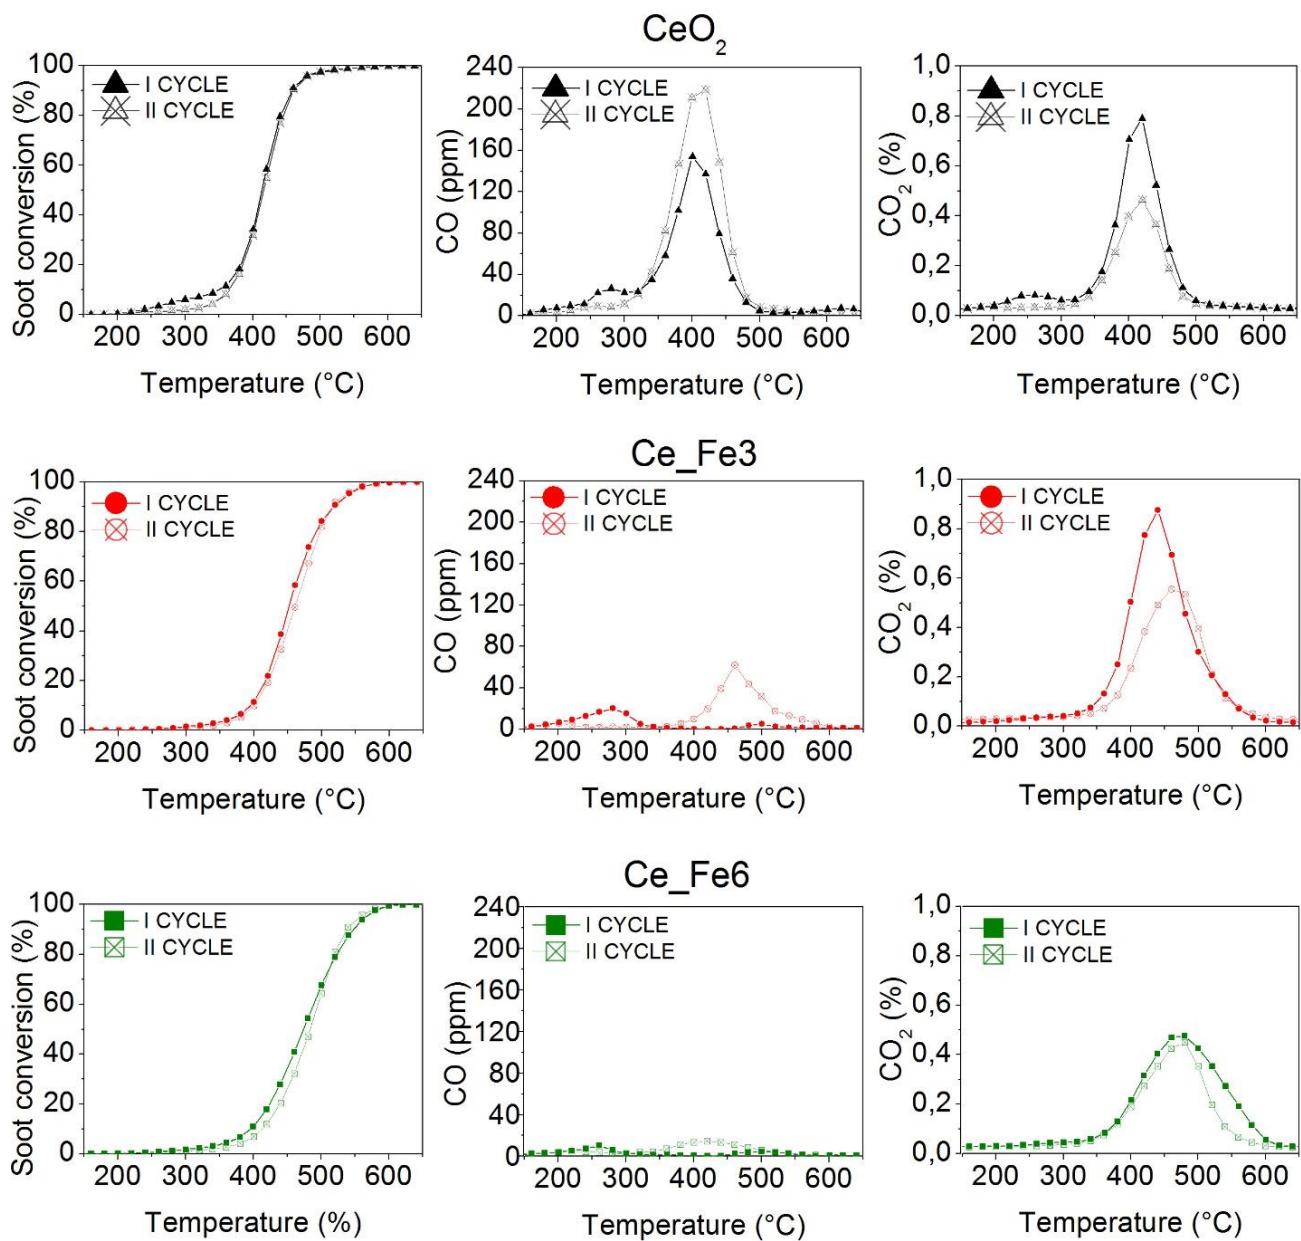 CeO2
Soot conversion (%)
100
80
60
40
20
0
I CYCLE
II CYCLE
200 300 400 500 600
Temperature (°C)
CO (ppm)
240
200
160
120
80
40
0
I CYCLE
II CYCLE
200 300 400 500 600
Temperature (°C)
CO2 (%)
1,0
0,8
0,6
0,4
0,2
0,0
I CYCLE
II CYCLE
200 300 400 500 600
Temperature (°C)
Ce_Fe3
Soot conversion (%)
100
80
60
40
20
0
I CYCLE
II CYCLE
200 300 400 500 600
Temperature (°C)
CO (ppm)
240
200
160
120
80
40
0
I CYCLE
II CYCLE
200 300 400 500 600
Temperature (°C)
CO2 (%)
1,0
0,8
0,6
0,4
0,2
0,0
I CYCLE
II CYCLE
200 300 400 500 600
Temperature (°C)
Ce_Fe6
Soot conversion (%)
100
80
60
40
20
0
I CYCLE
II CYCLE
200 300 400 500 600
Temperature (%)
CO (ppm)
240
200
160
120
80
40
0
I CYCLE
II CYCLE
200 300 400 500 600
Temperature (°C)
CO2 (%)
1,0
0,8
0,6
0,4
0,2
0,0
I CYCLE
II CYCLE
200 300 400 500 600
Temperature (°C)